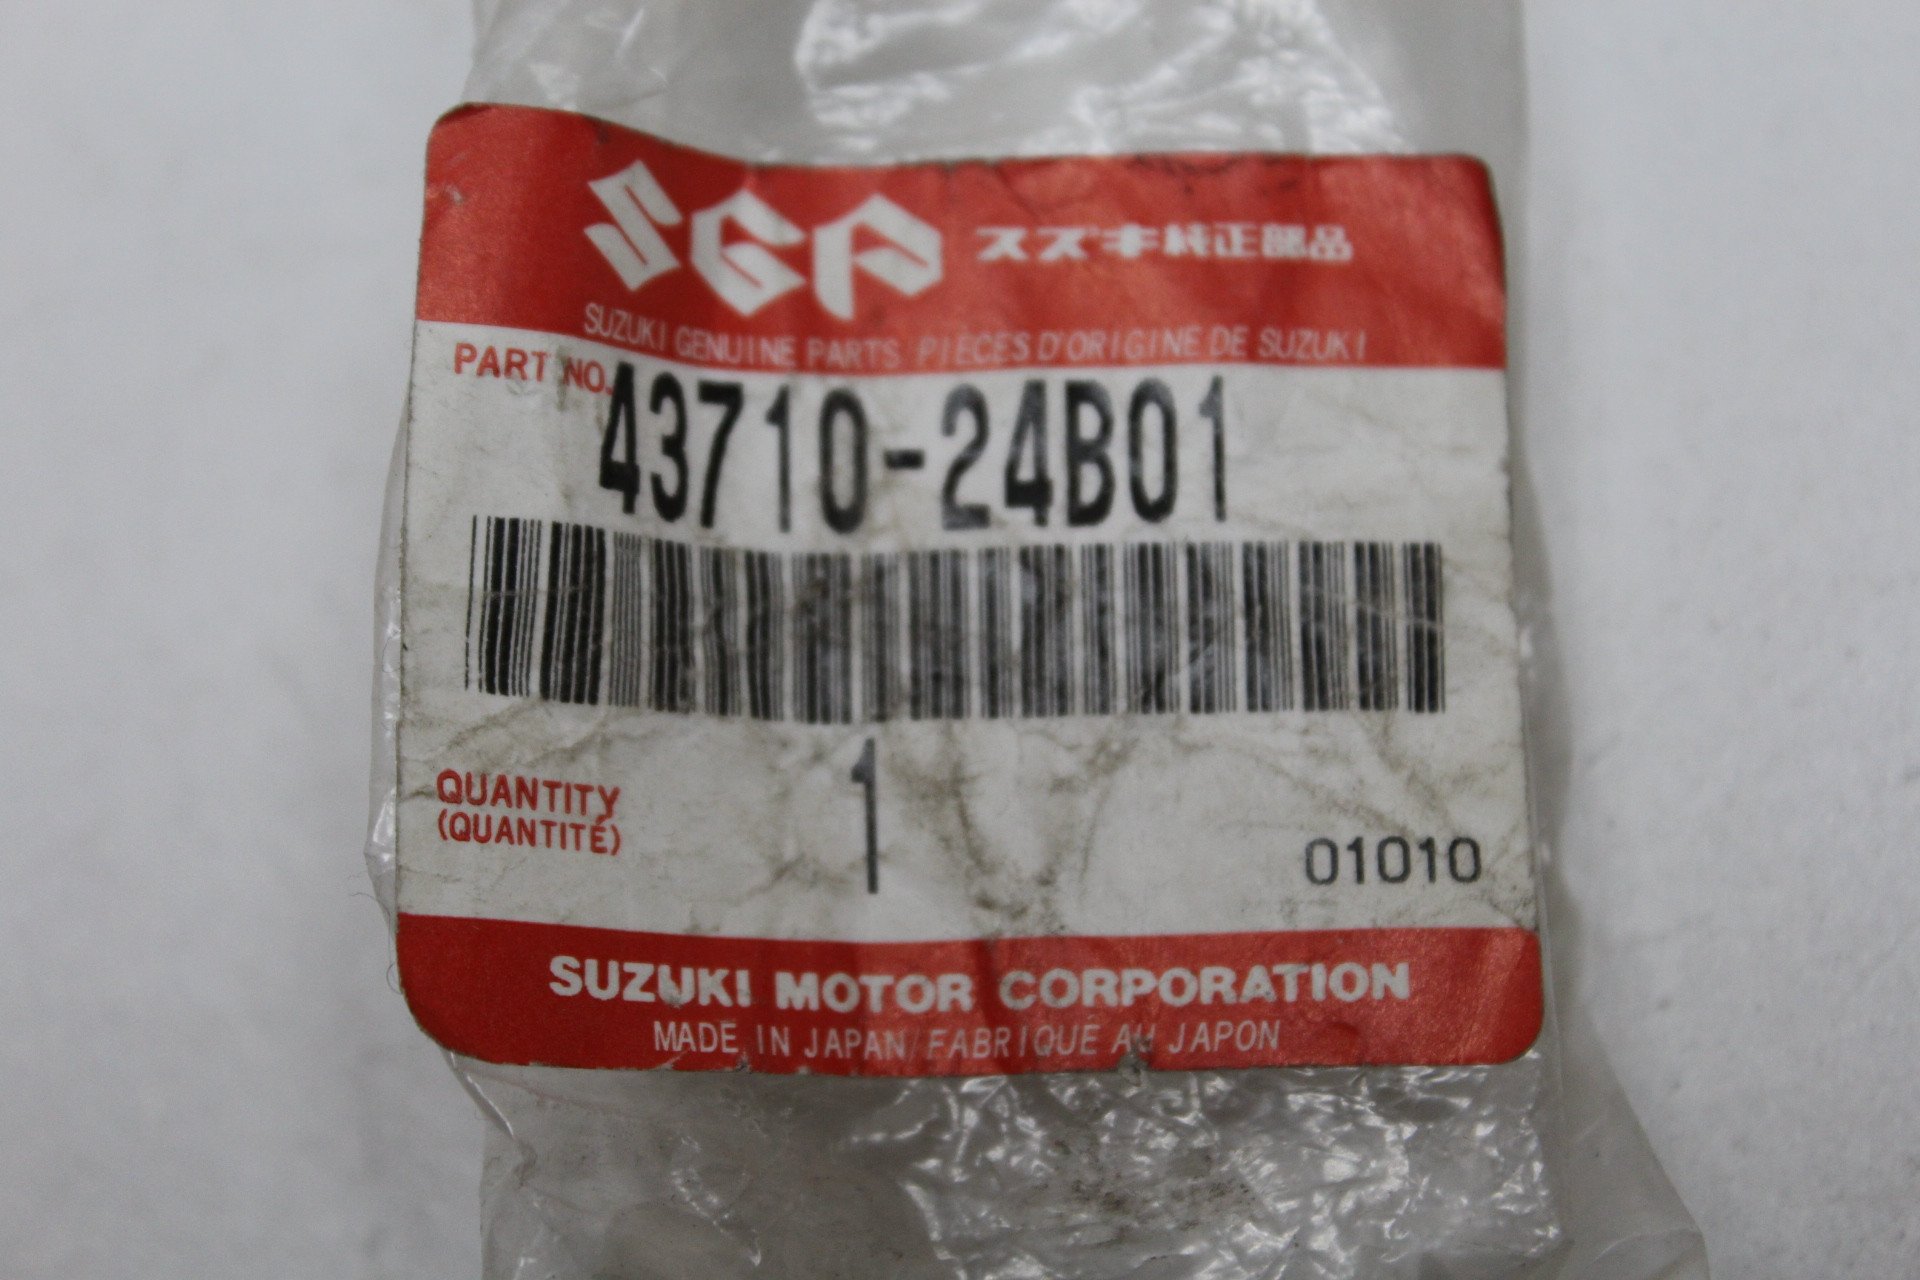 SGP スズキ純正部品
SUZUKI GENUINE PARTS PIECES D'ORIGINE DE SUZUKI
PART NO. 43710-24B01
QUANTITY 1
(QUANTITÉ) 01010
SUZUKI MOTOR CORPORATION
MADE IN JAPAN/FABRIQUE AU JAPON